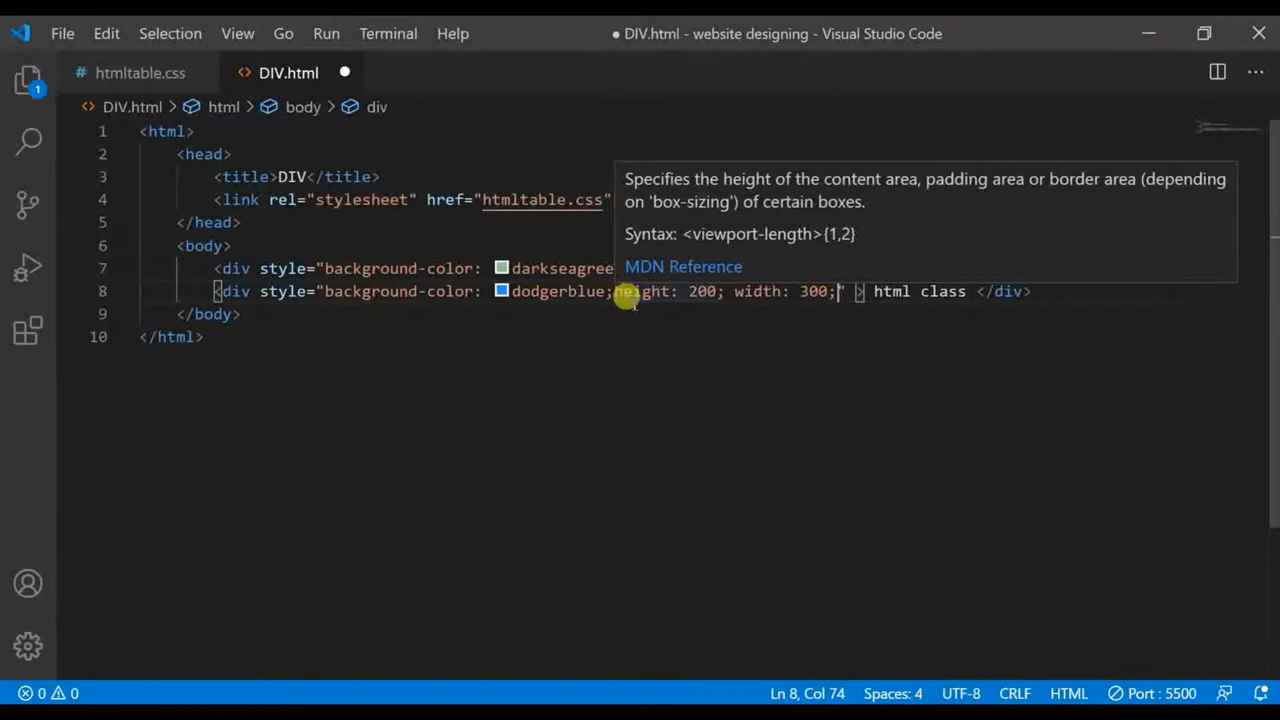 File Edit Selection View Go Run Terminal Help ● DIV.html - website designing - Visual Studio Code
# htmltable.css <> DIV.html ●
1
<> DIV.html > html > body > div
1 <html>
2 <head>
Specifies the height of the content area, padding area or border area (depending
3 <title>DIV</title>
4 <link rel="stylesheet" href="htmltable.css"
on 'box-sizing') of certain boxes.
5 </head>
Syntax: <viewport-length>{1,2}
6 <body>
7 <div style="background-color: darkseagree
MDN Reference
8 <div style="background-color: dodgerblue;height: 200; width: 300;" > html class </div>
9 </body>
10 </html>
0 0 Ln 8, Col 74 Spaces: 4 UTF-8 CRLF HTML Port : 5500